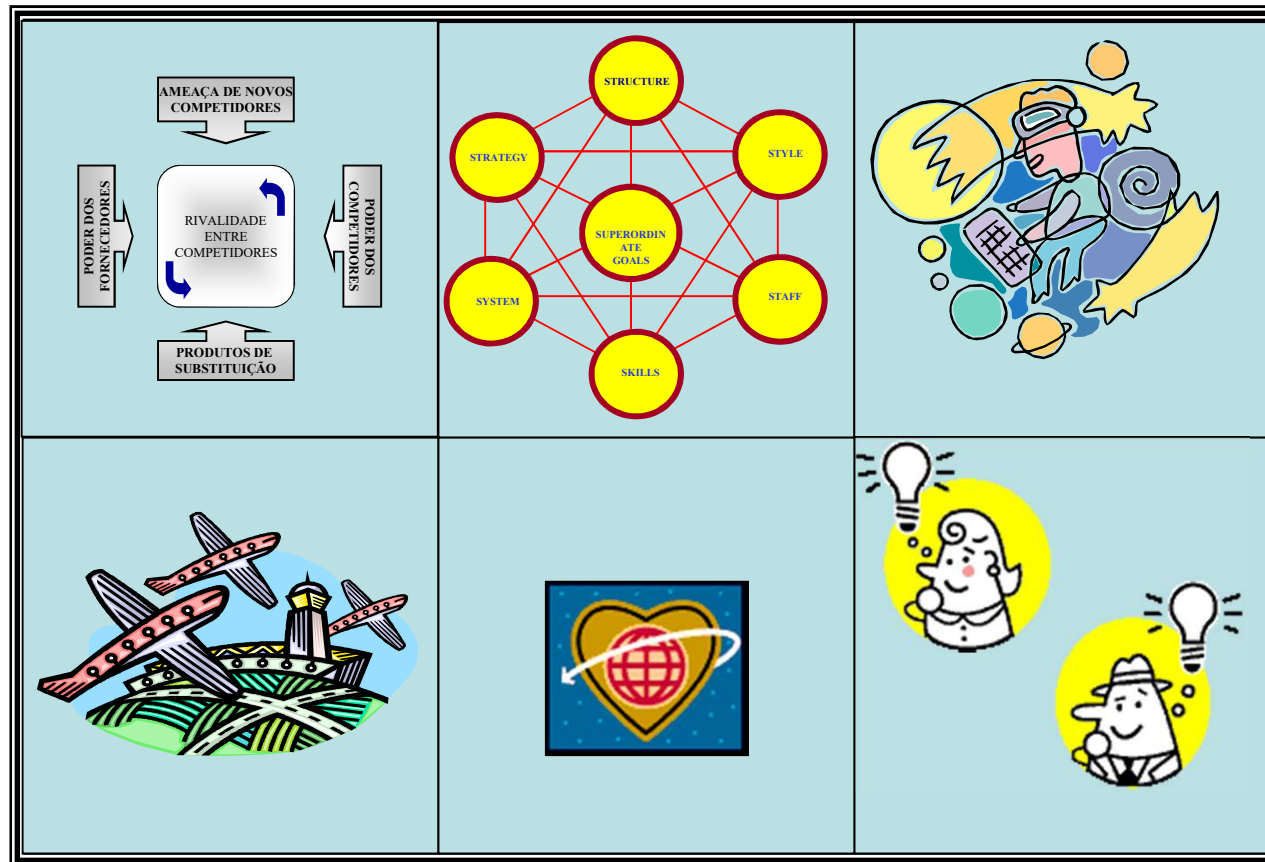 AMEAÇA DE NOVOS
COMPETIDORES
PODER DOS
FORNECEDORES
RIVALIDADE
ENTRE
COMPETIDORES
PODER DOS
COMPETIDORES
PRODUTOS DE
SUBSTITUIÇÃO
STRUCTURE
STRATEGY
STYLE
SUPERORDIN
ATE
GOALS
SYSTEM
STAFF
SKILLS